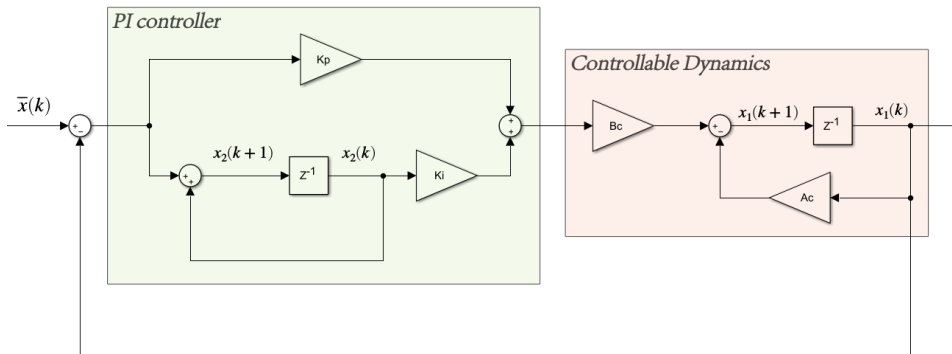 PI controller
Kp
Controllable Dynamics
x̅(k)
+
−
x₂(k+1)
Z⁻¹
x₂(k)
Ki
+
+
+
+
Bc
+
−
x₁(k+1)
Z⁻¹
x₁(k)
Ac